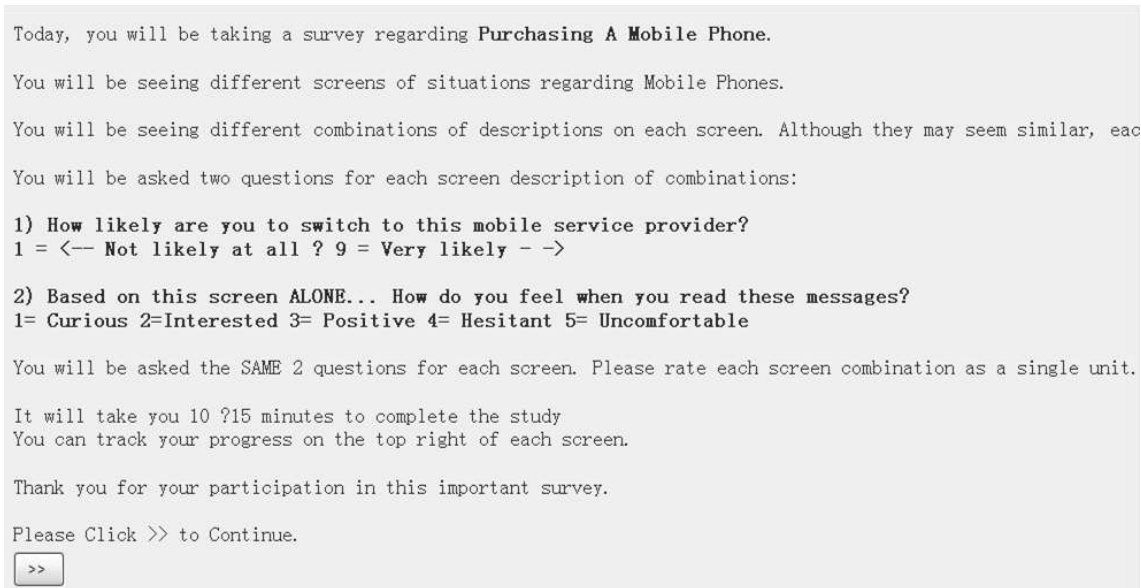 Today, you will be taking a survey regarding Purchasing A Mobile Phone.
You will be seeing different screens of situations regarding Mobile Phones.
You will be seeing different combinations of descriptions on each screen. Although they may seem similar, eac
You will be asked two questions for each screen description of combinations:
1) How likely are you to switch to this mobile service provider?
1 = <-- Not likely at all ? 9 = Very likely - ->
2) Based on this screen ALONE... How do you feel when you read these messages?
1= Curious 2=Interested 3= Positive 4= Hesitant 5= Uncomfortable
You will be asked the SAME 2 questions for each screen. Please rate each screen combination as a single unit.
It will take you 10 ?15 minutes to complete the study
You can track your progress on the top right of each screen.
Thank you for your participation in this important survey.
Please Click >> to Continue.
>>